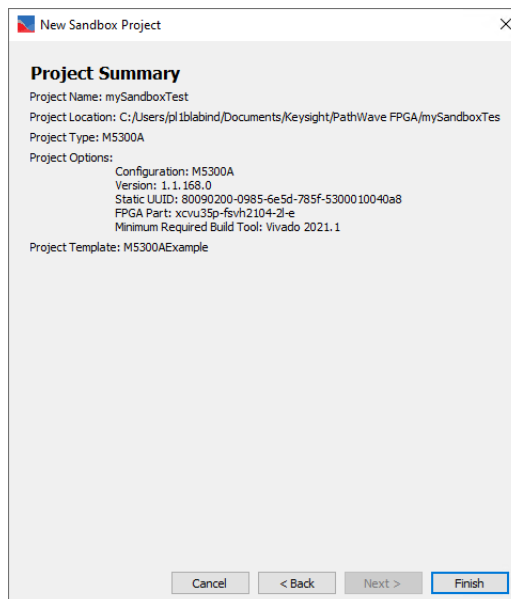 New Sandbox Project
Project Summary
Project Name: mySandboxTest
Project Location: C:/Users/pl1blabind/Documents/Keysight/PathWave FPGA/mySandboxTes
Project Type: M5300A
Project Options:
Configuration: M5300A
Version: 1.1.168.0
Static UUID: 80090200-0985-6e5d-785f-5300010040a8
FPGA Part: xcvu35p-fsvh2104-2l-e
Minimum Required Build Tool: Vivado 2021.1
Project Template: M5300AExample
Cancel < Back Next > Finish